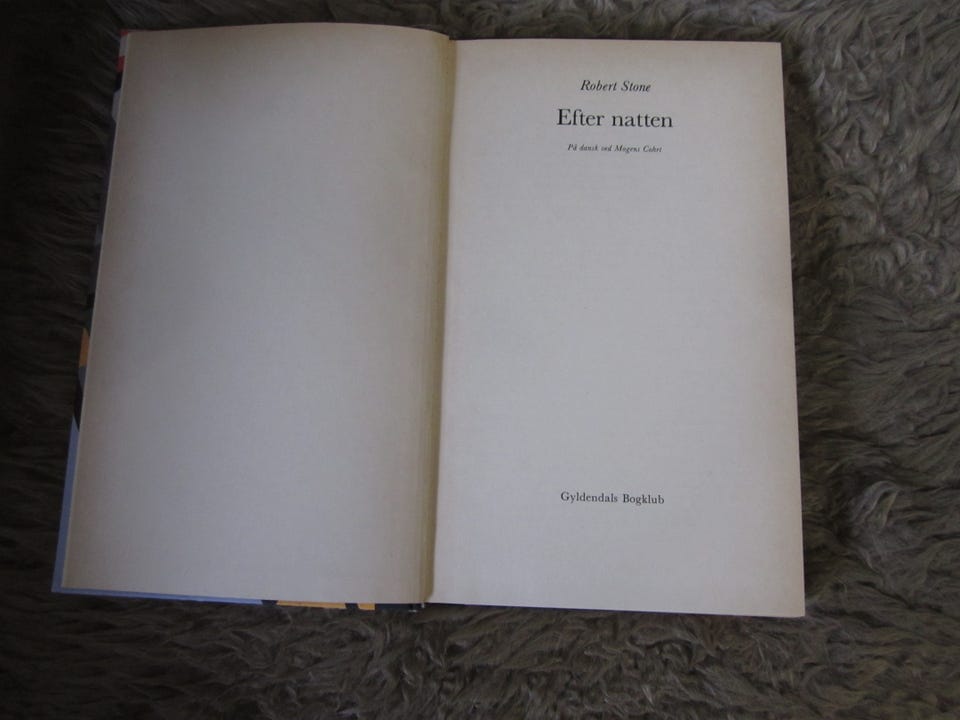 Robert Stone
Efter natten
På dansk ved Mogens Cohrt
Gyldendals Bogklub